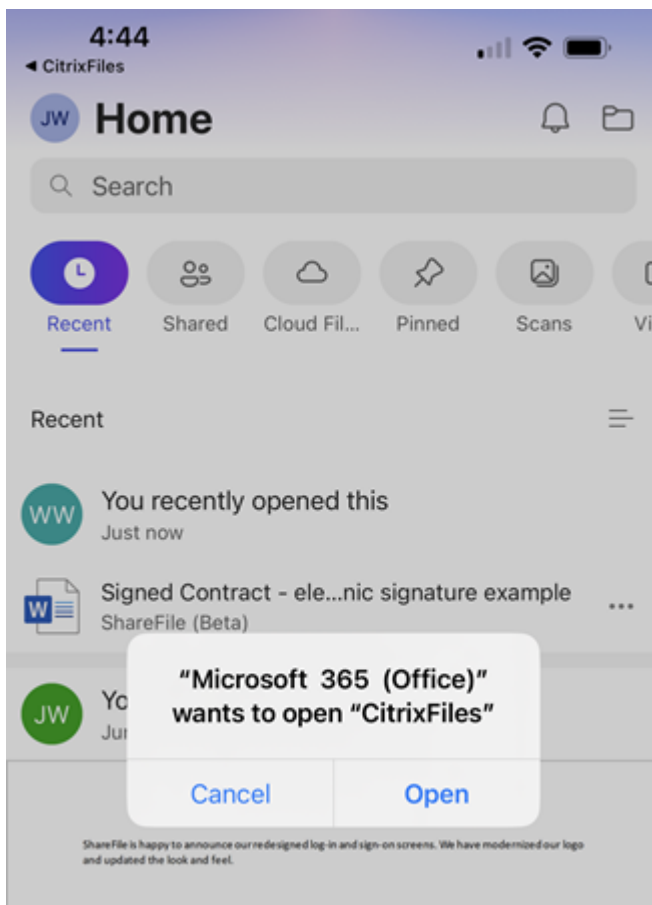 4:44
◀ CitrixFiles
JW Home
Search
Recent Shared Cloud Fil... Pinned Scans Vi
Recent
WW You recently opened this
Just now
W Signed Contract - ele...nic signature example
ShareFile (Beta)
"Microsoft 365 (Office)"
wants to open "CitrixFiles"
JW Yo
Jur
Cancel Open
ShareFile is happy to announce our redesigned log-in and sign-on screens. We have modernized our logo
and updated the look and feel.